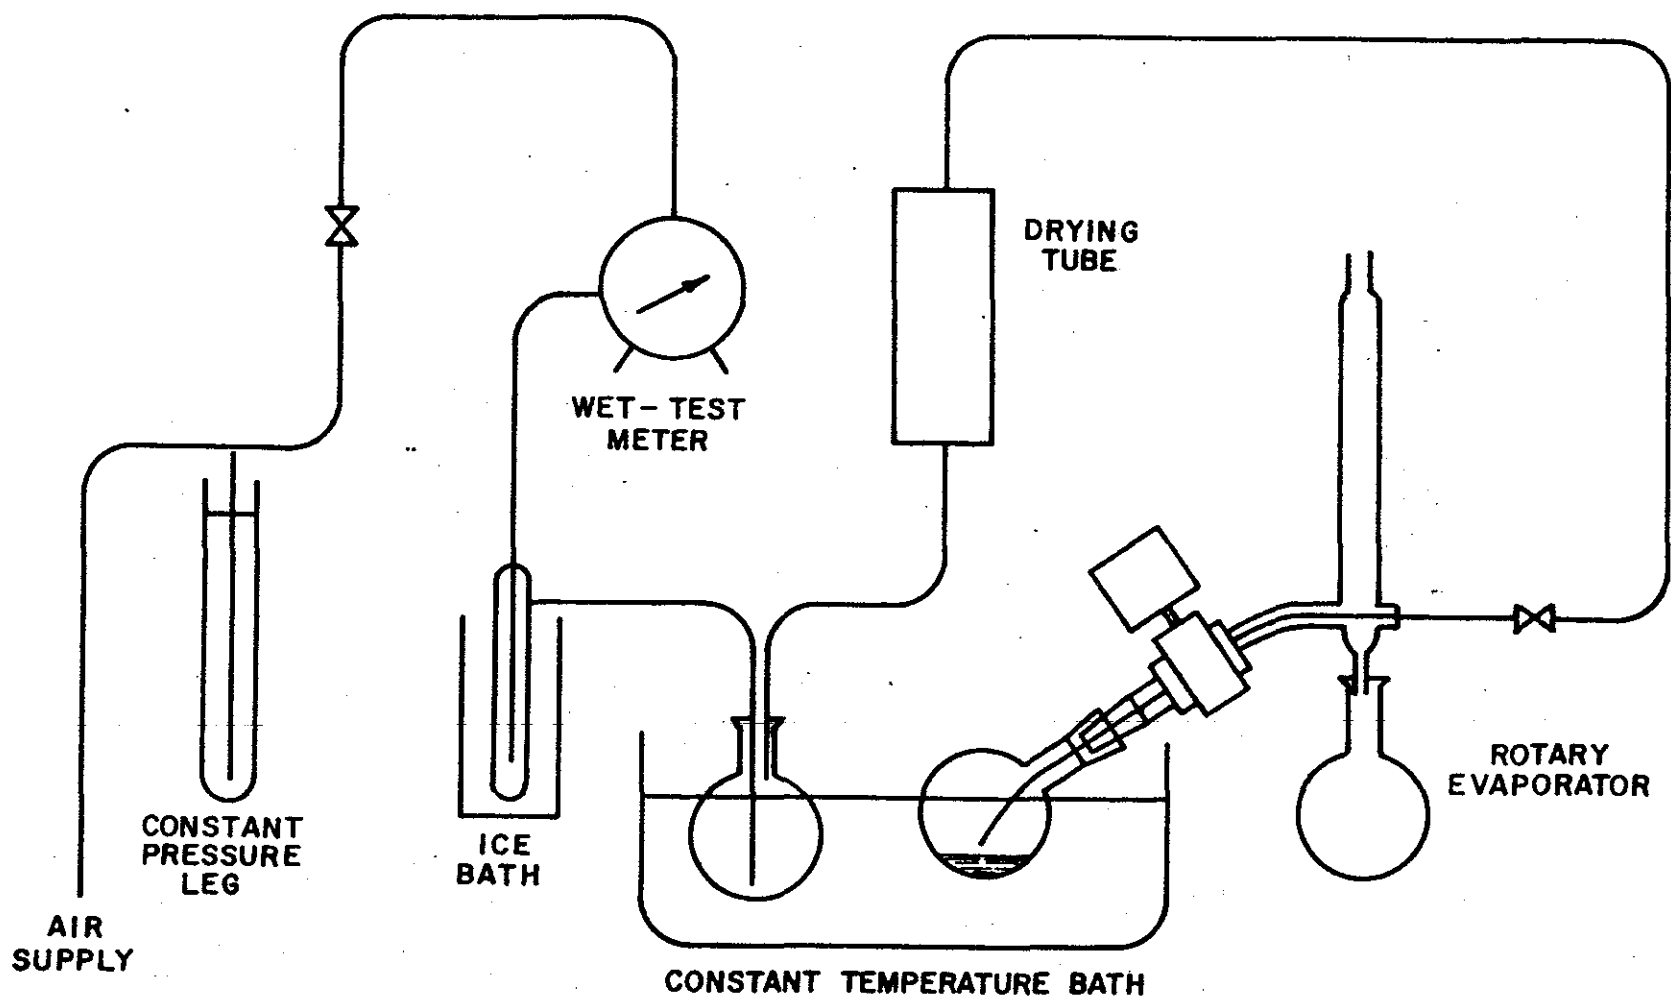 DRYING
TUBE
WET-TEST
METER
ROTARY
EVAPORATOR
CONSTANT
PRESSURE
LEG
ICE
BATH
AIR
SUPPLY
CONSTANT TEMPERATURE BATH